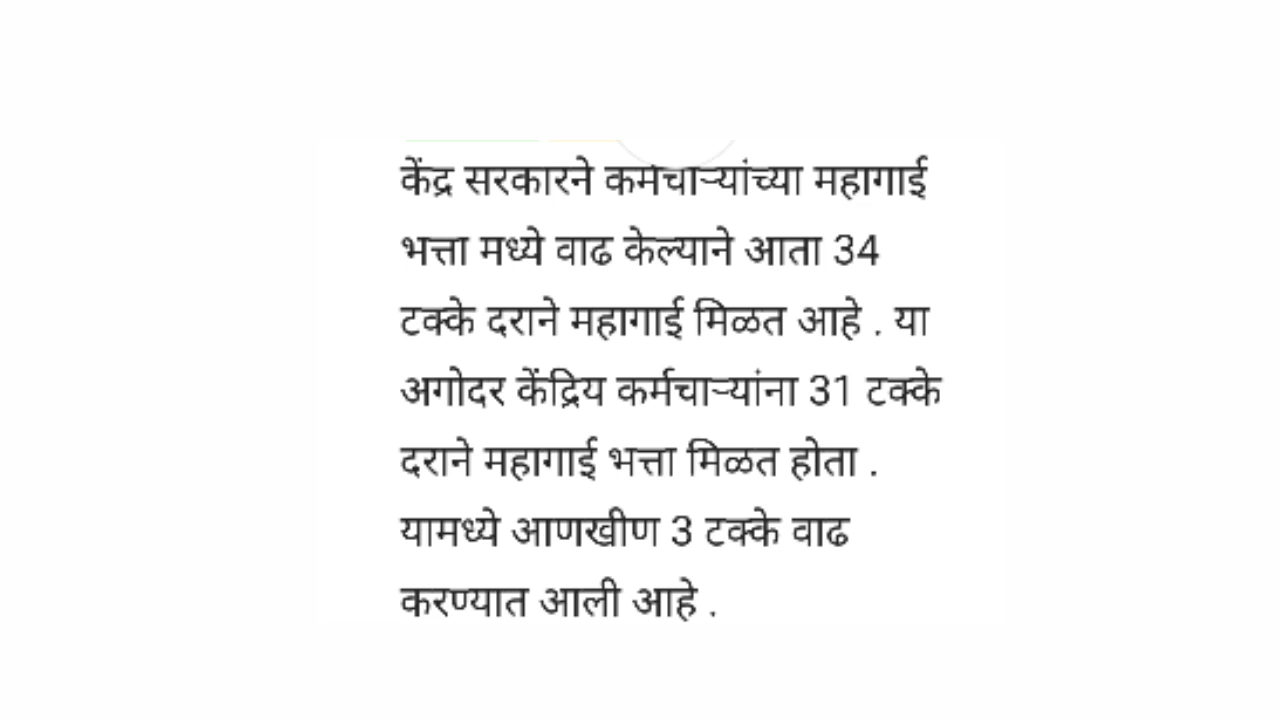 केंद्र सरकारने कर्मचाऱ्यांच्या महागाई
भत्ता मध्ये वाढ केल्याने आता 34
टक्के दराने महागाई मिळत आहे . या
अगोदर केंद्रिय कर्मचाऱ्यांना 31 टक्के
दराने महागाई भत्ता मिळत होता .
यामध्ये आणखीण 3 टक्के वाढ
करण्यात आली आहे .